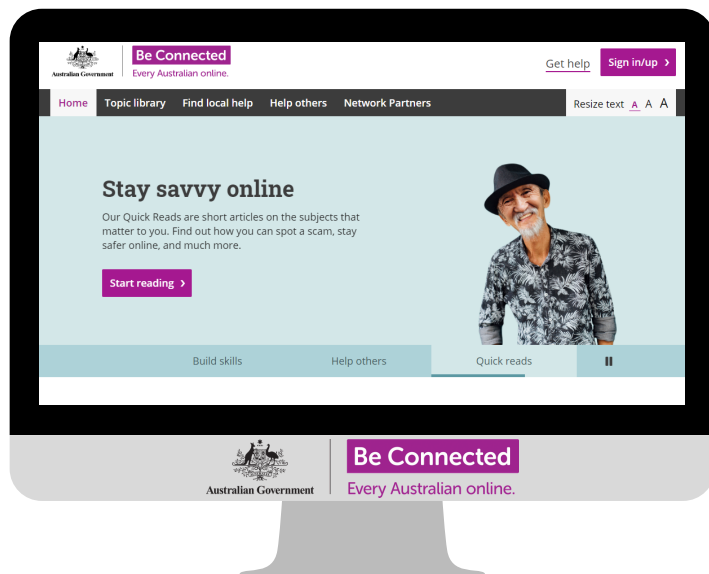 Australian Government
Be Connected
Every Australian online.
Get help
Sign in/up
Home Topic library Find local help Help others Network Partners
Resize text A A A
Stay savvy online
Our Quick Reads are short articles on the subjects that
matter to you. Find out how you can spot a scam, stay
safer online, and much more.
Start reading
Build skills Help others Quick reads
Australian Government
Be Connected
Every Australian online.